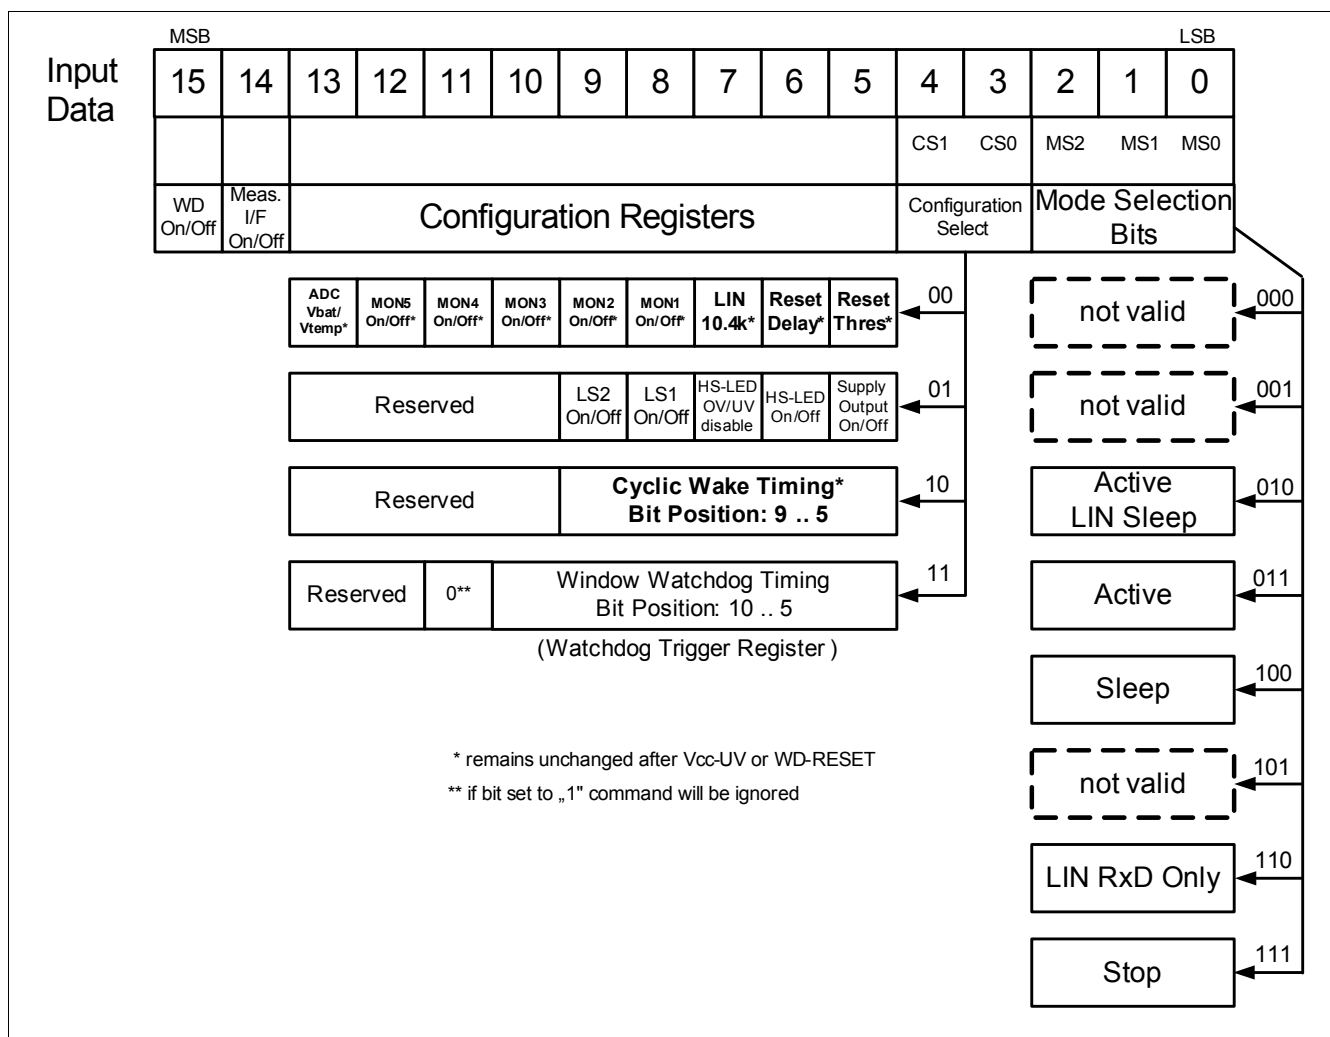 MSB
LSB
Input
Data
15 14 13 12 11 10 9 8 7 6 5 4 3 2 1 0
CS1 CS0 MS2 MS1 MS0
WD
On/Off
Meas.
I/F
On/Off
Configuration Registers
Configuration
Select
Mode Selection
Bits
ADC
Vbat/
Vtemp*
MON5
On/Off*
MON4
On/Off*
MON3
On/Off*
MON2
On/Off*
MON1
On/Off*
LIN
10.4k*
Reset
Delay*
Reset
Thres*
00
not valid
000
Reserved
LS2
On/Off
LS1
On/Off
HS-LED
OV/UV
disable
HS-LED
On/Off
Supply
Output
On/Off
01
not valid
001
Reserved
Cyclic Wake Timing*
Bit Position: 9 .. 5
10
Active
LIN Sleep
010
Reserved
0**
Window Watchdog Timing
Bit Position: 10 .. 5
11
Active
011
(Watchdog Trigger Register )
Sleep
100
* remains unchanged after Vcc-UV or WD-RESET
** if bit set to „1" command will be ignored
not valid
101
LIN RxD Only
110
Stop
111